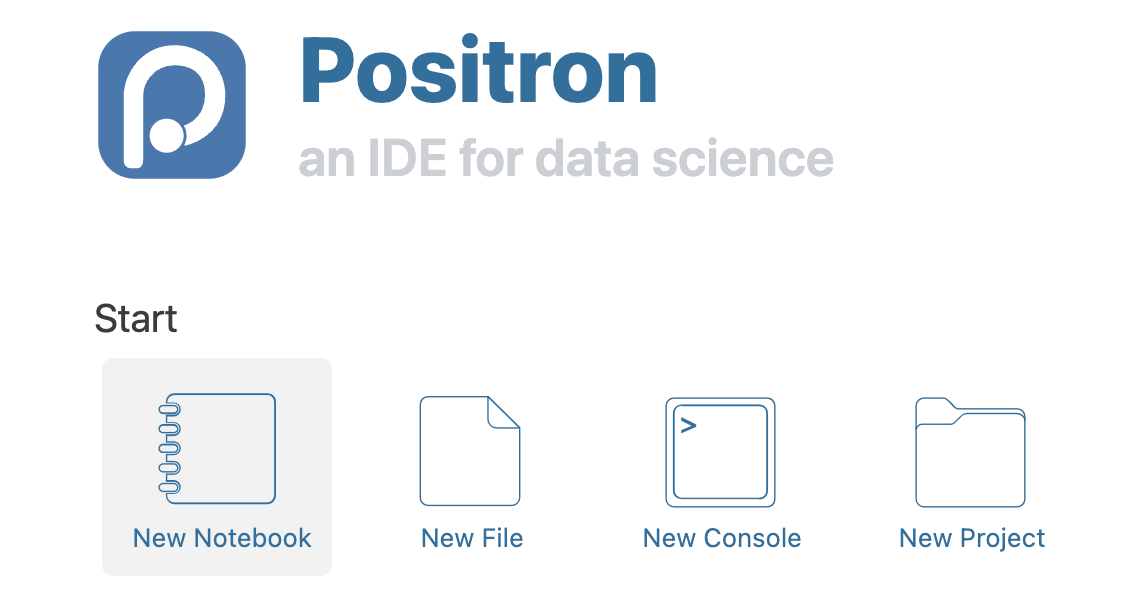 Positron
an IDE for data science
Start
>
New Notebook
New File
New Console
New Project